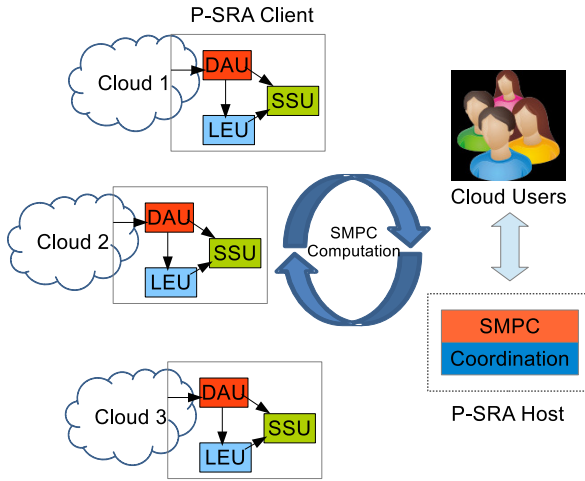 P-SRA Client
Cloud 1
DAU
SSU
LEU
Cloud 2
DAU
SSU
LEU
Cloud 3
DAU
SSU
LEU
SMPC
Computation
Cloud Users
SMPC
Coordination
P-SRA Host